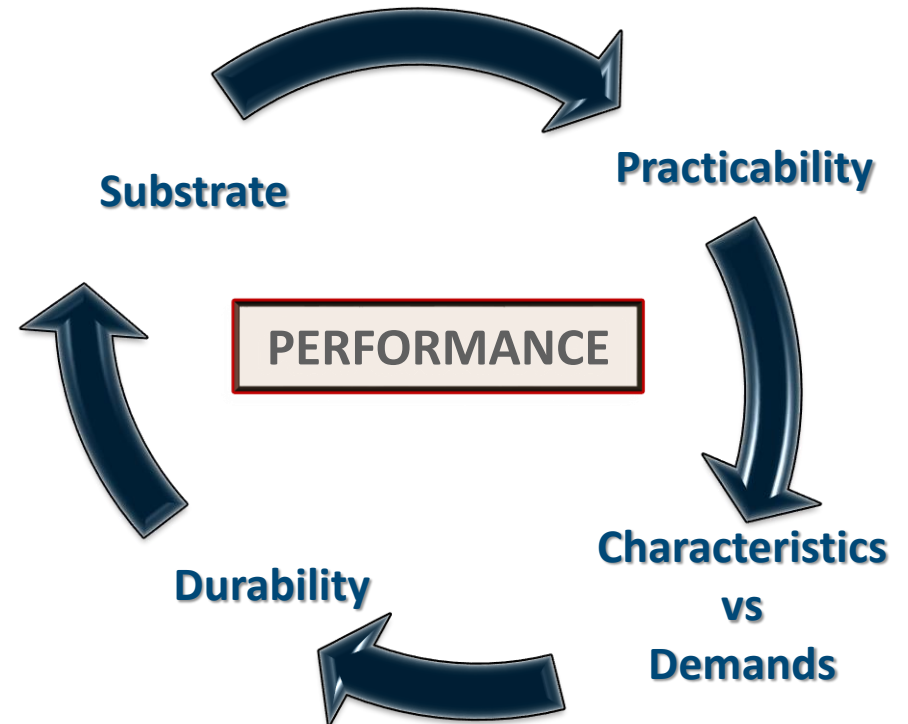 Substrate
Practicability
PERFORMANCE
Durability
Characteristics
vs
Demands